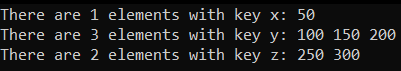 There are 1 elements with key x: 50
There are 3 elements with key y: 100 150 200
There are 2 elements with key z: 250 300